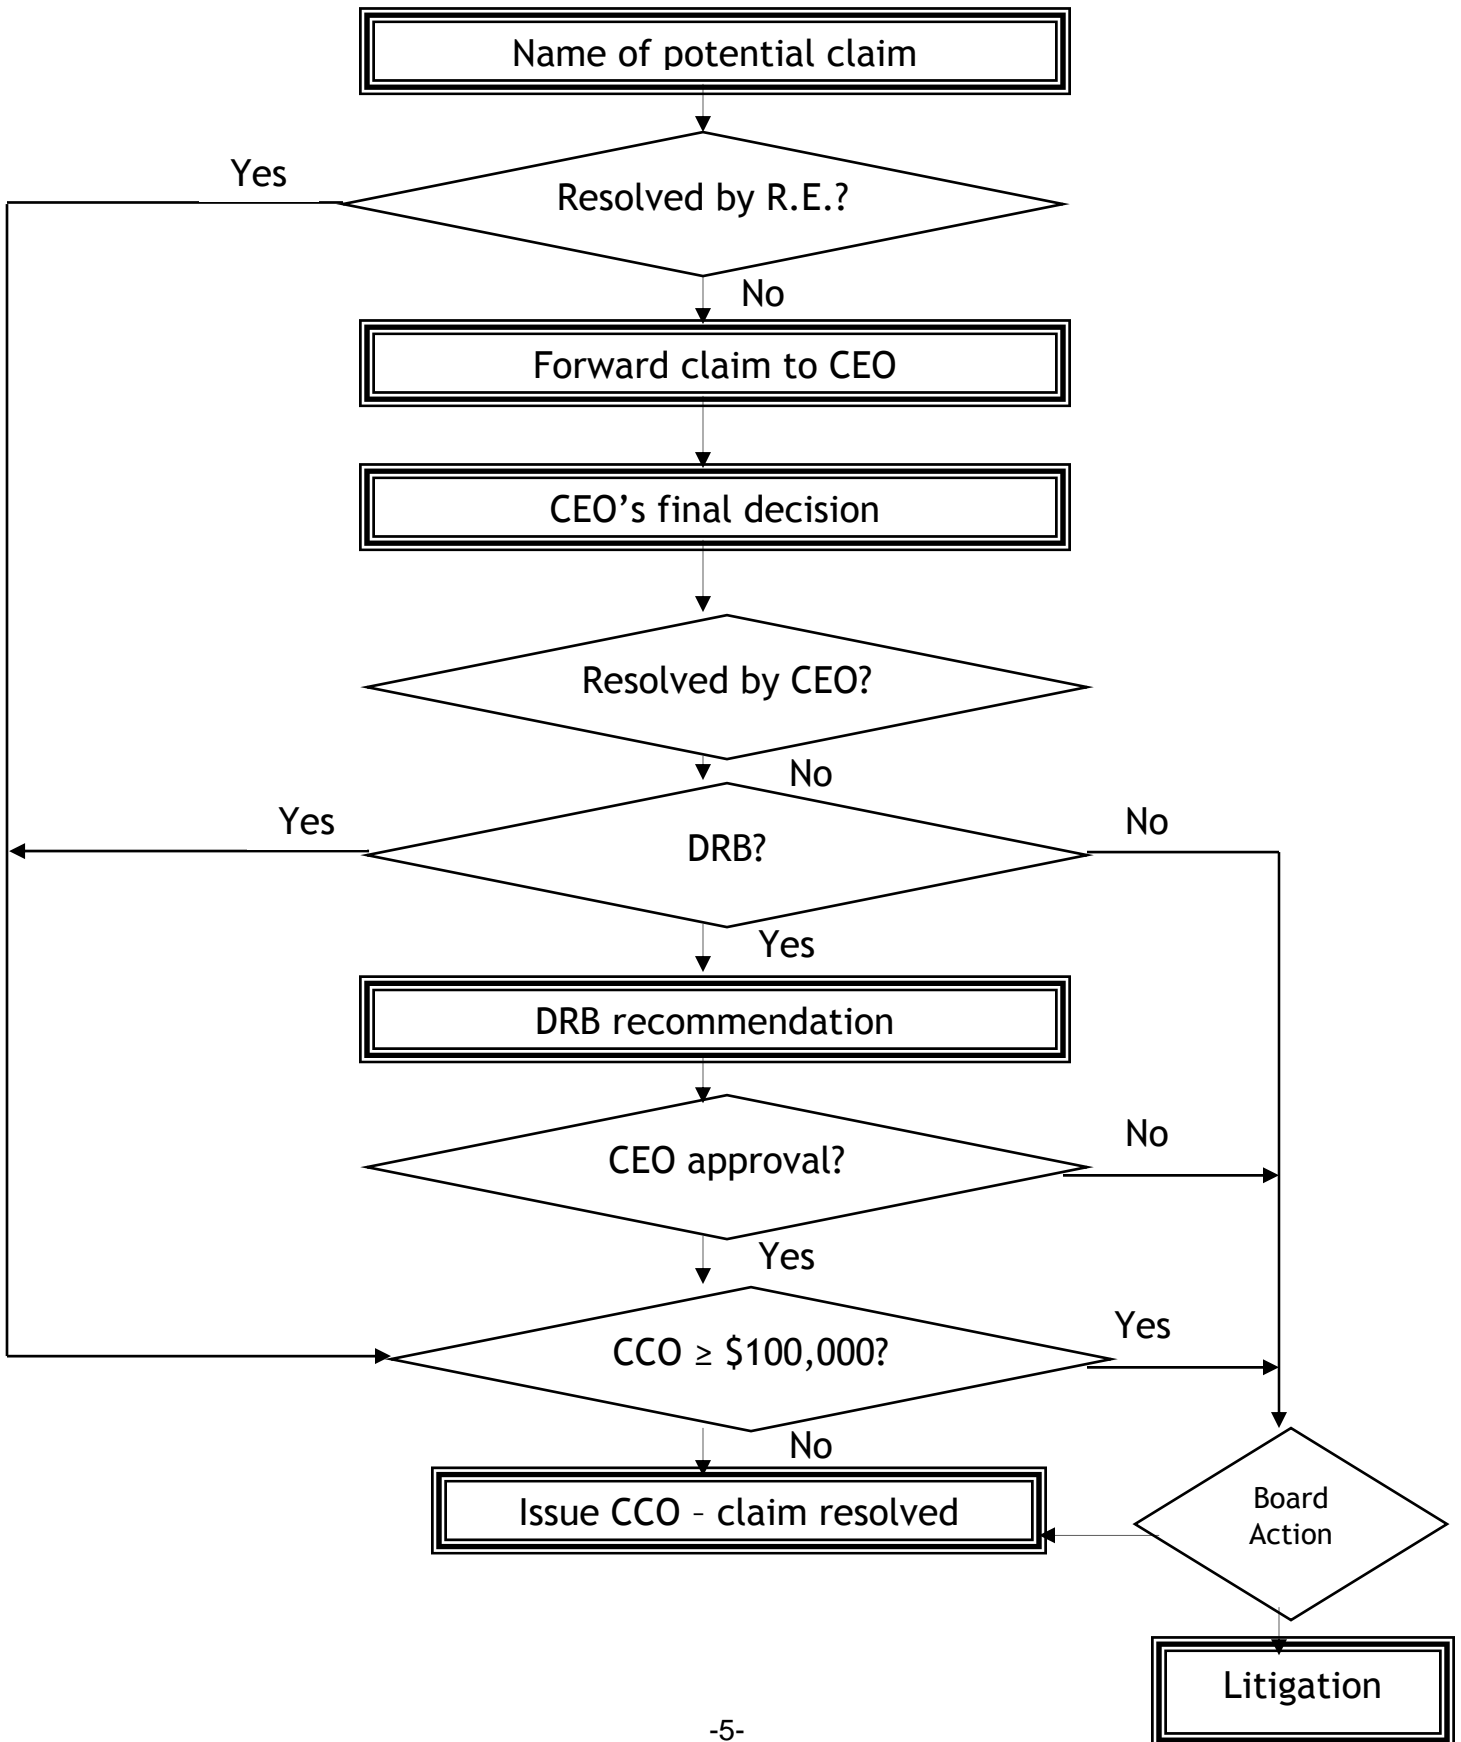 Name of potential claim
Yes
Resolved by R.E.?
No
Forward claim to CEO
CEO’s final decision
Resolved by CEO?
No
Yes
No
DRB?
Yes
DRB recommendation
No
CEO approval?
Yes
Yes
CCO ≥ $100,000?
No
Issue CCO – claim resolved
Board
Action
Litigation
-5-